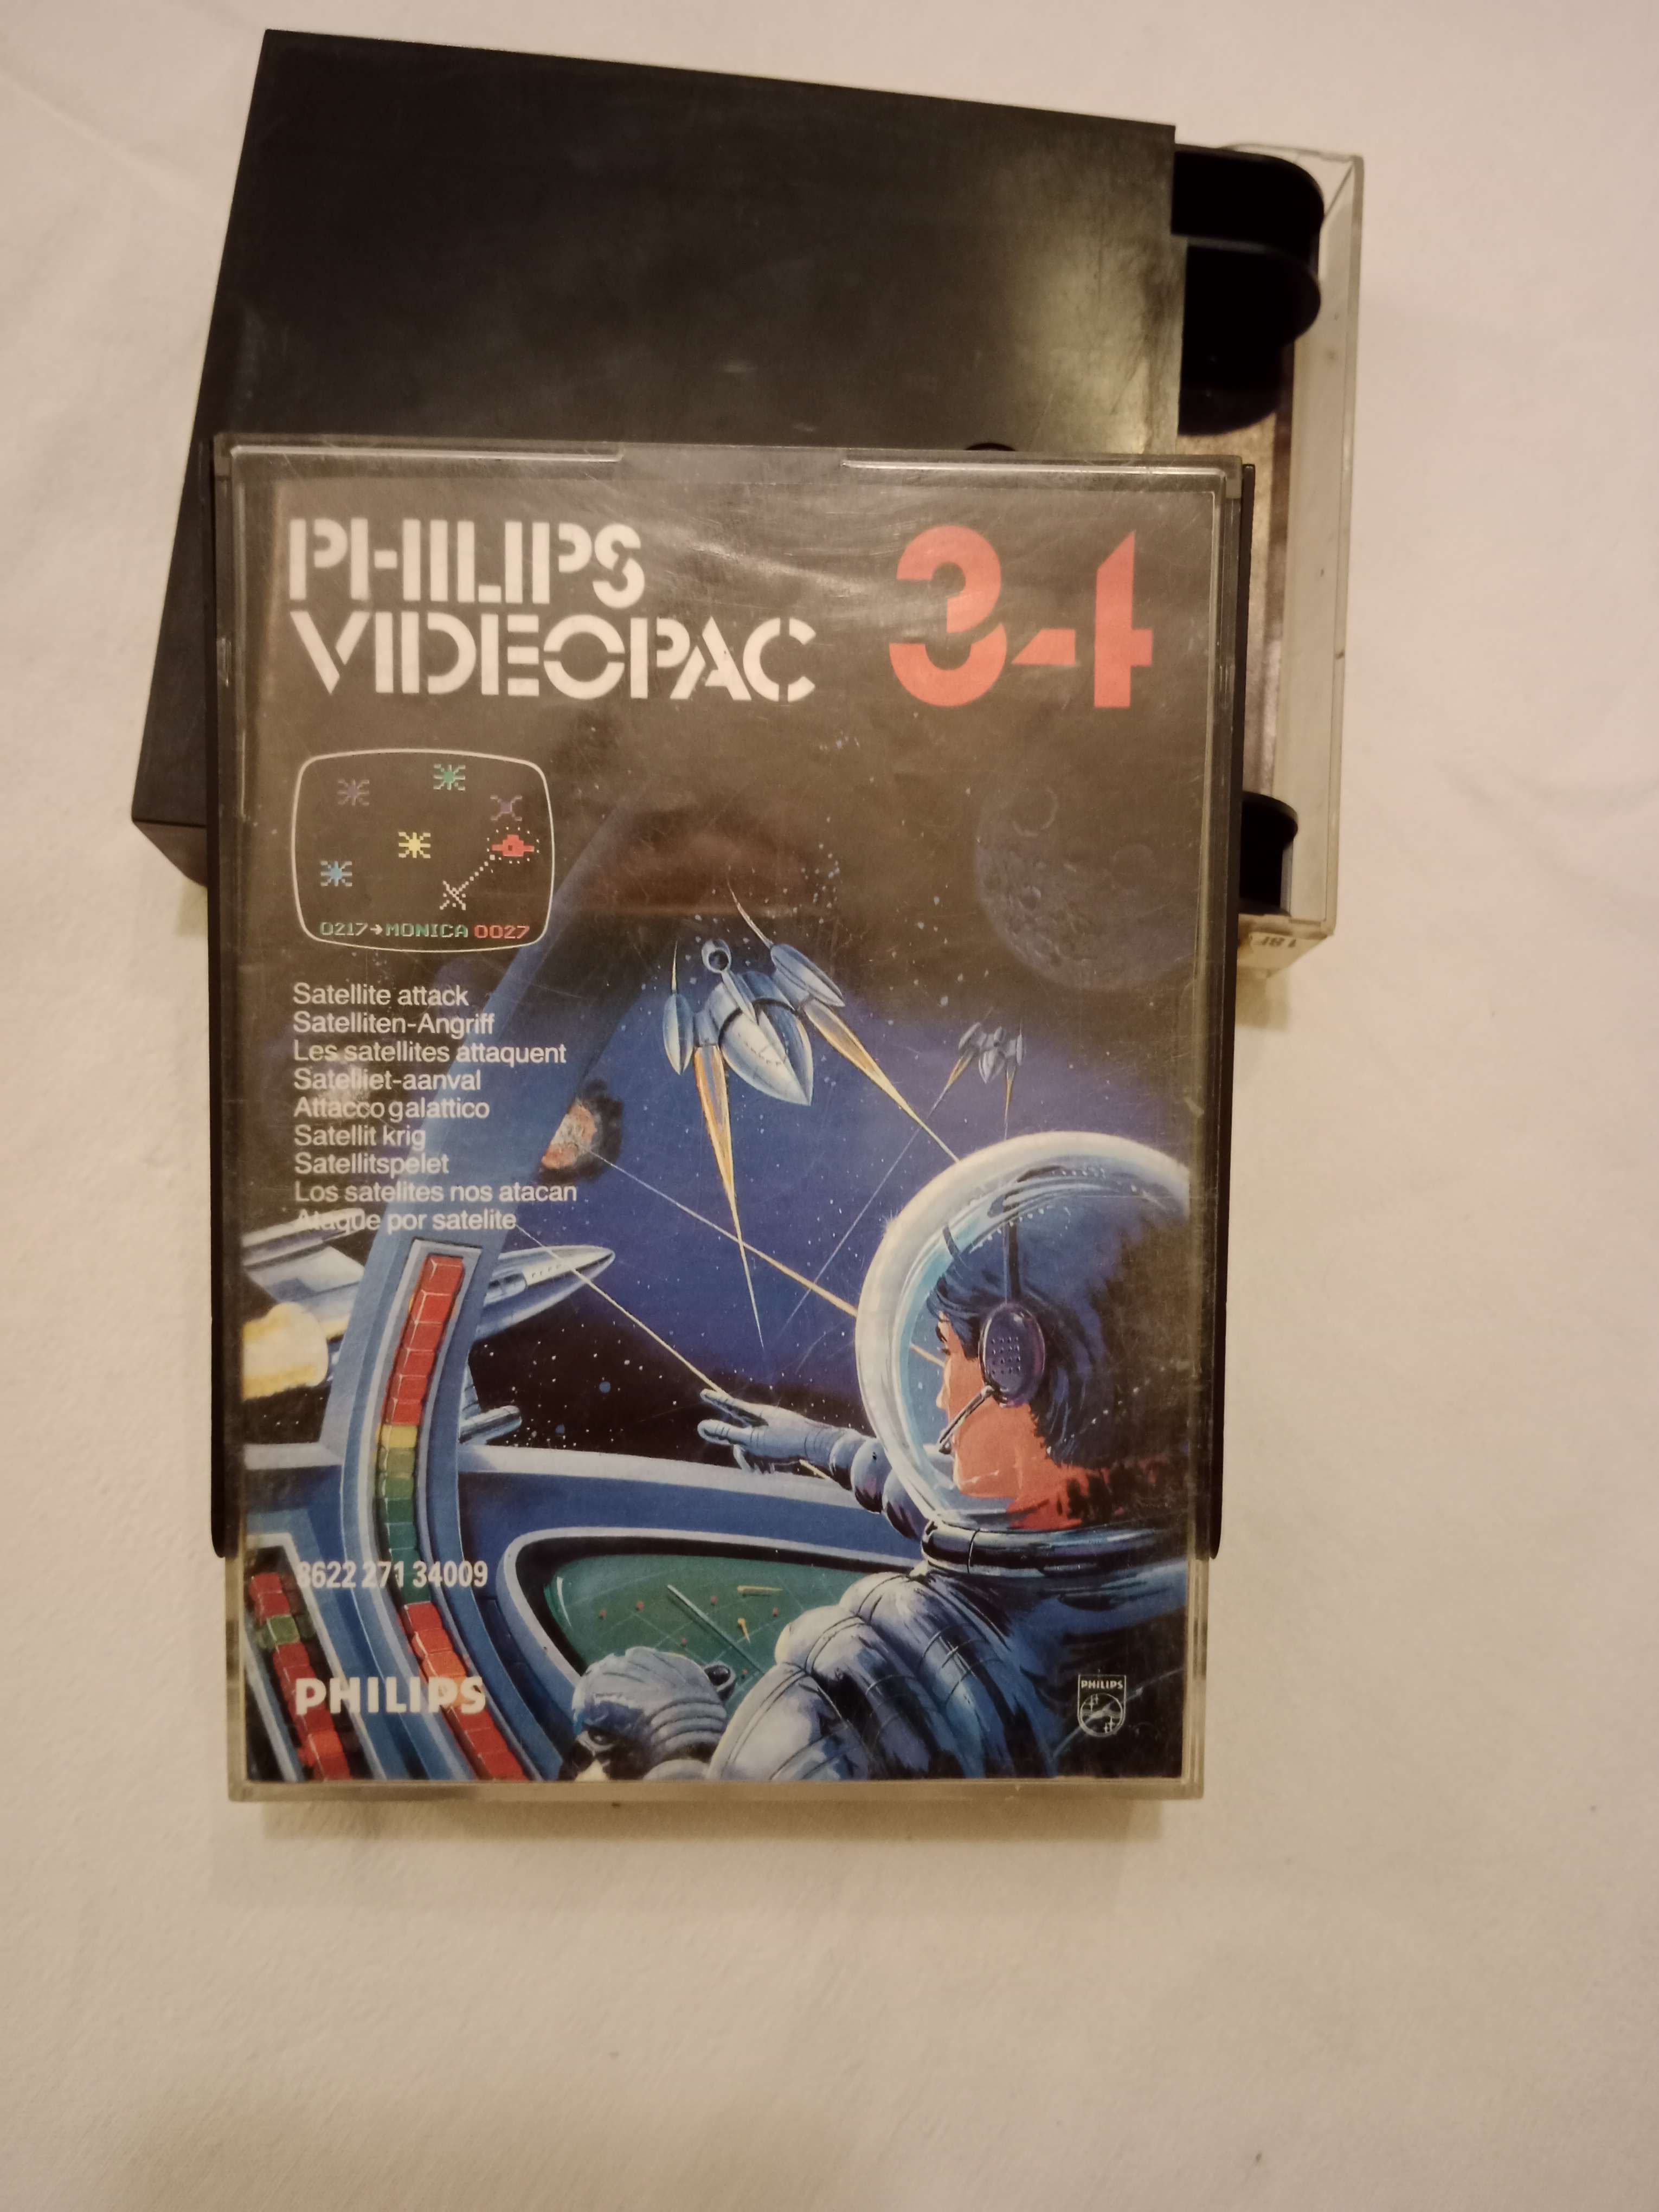 PHILIPS 34
VIDEOPAC
0217→MONICA 0027
Satellite attack
Satelliten-Angriff
Les satellites attaquent
Satelliet-aanval
Attacco galattico
Satellit krig
Satellitspelet
Los satelites nos atacan
Ataque por satelite
8622 271 34009
PHILIPS
PHILIPS